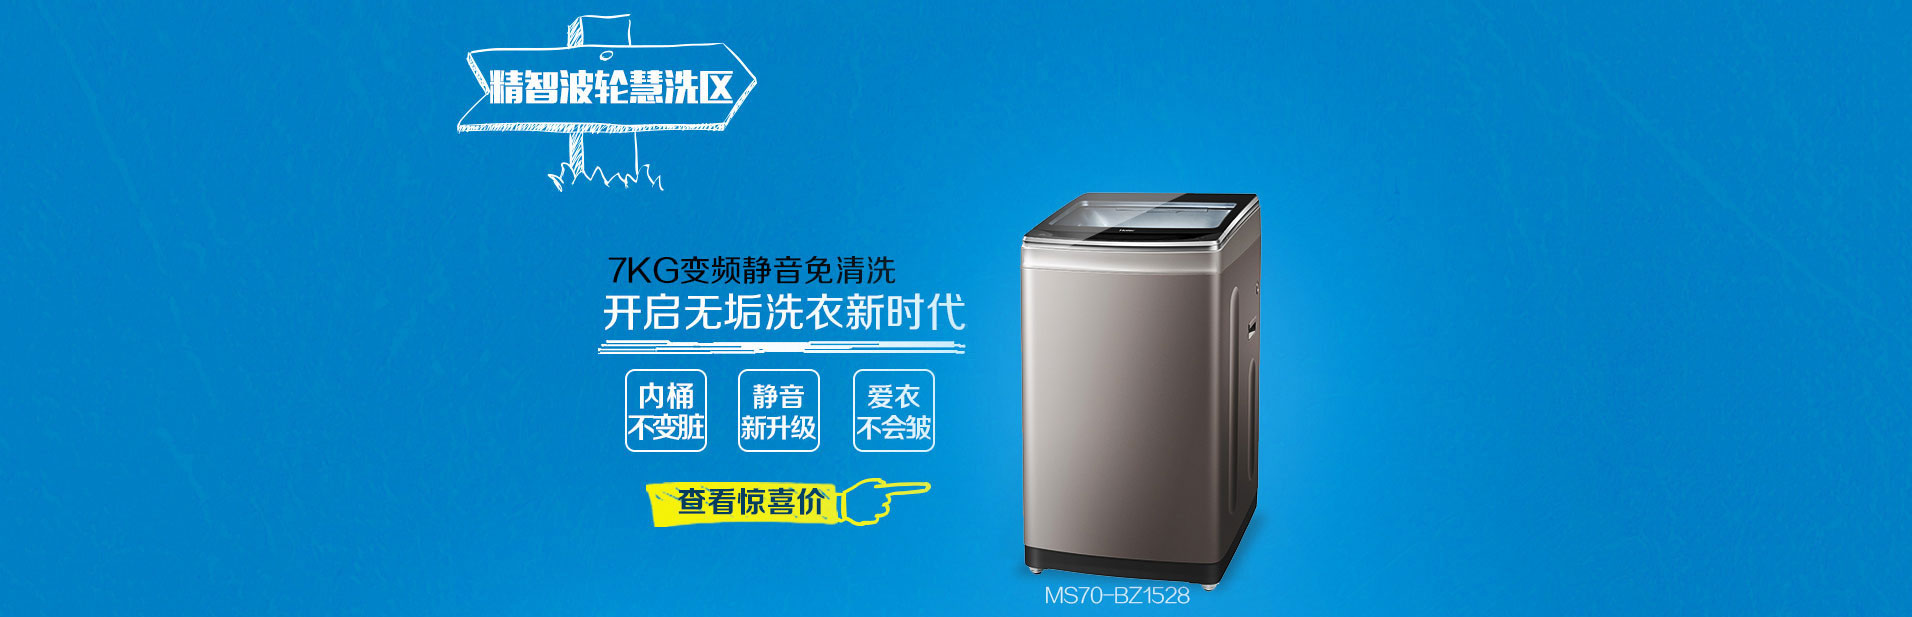 精智波轮慧洗区
7KG变频静音免清洗
开启无垢洗衣新时代
内桶
不变脏
静音
新升级
爱衣
不会皱
查看惊喜价
Haier
MS70-BZ1528